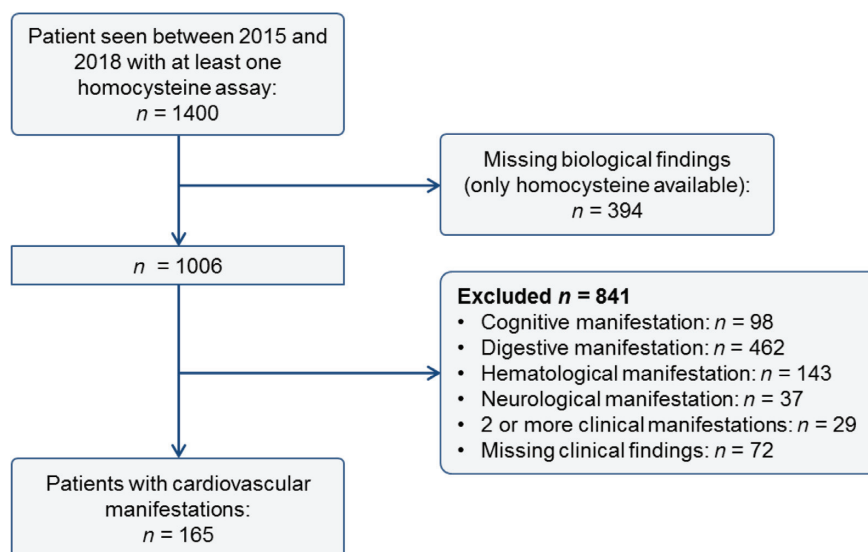 Patient seen between 2015 and
2018 with at least one
homocysteine assay:
n = 1400
Missing biological findings
(only homocysteine available):
n = 394
n = 1006
Excluded n = 841
• Cognitive manifestation: n = 98
• Digestive manifestation: n = 462
• Hematological manifestation: n = 143
• Neurological manifestation: n = 37
• 2 or more clinical manifestations: n = 29
• Missing clinical findings: n = 72
Patients with cardiovascular
manifestations:
n = 165